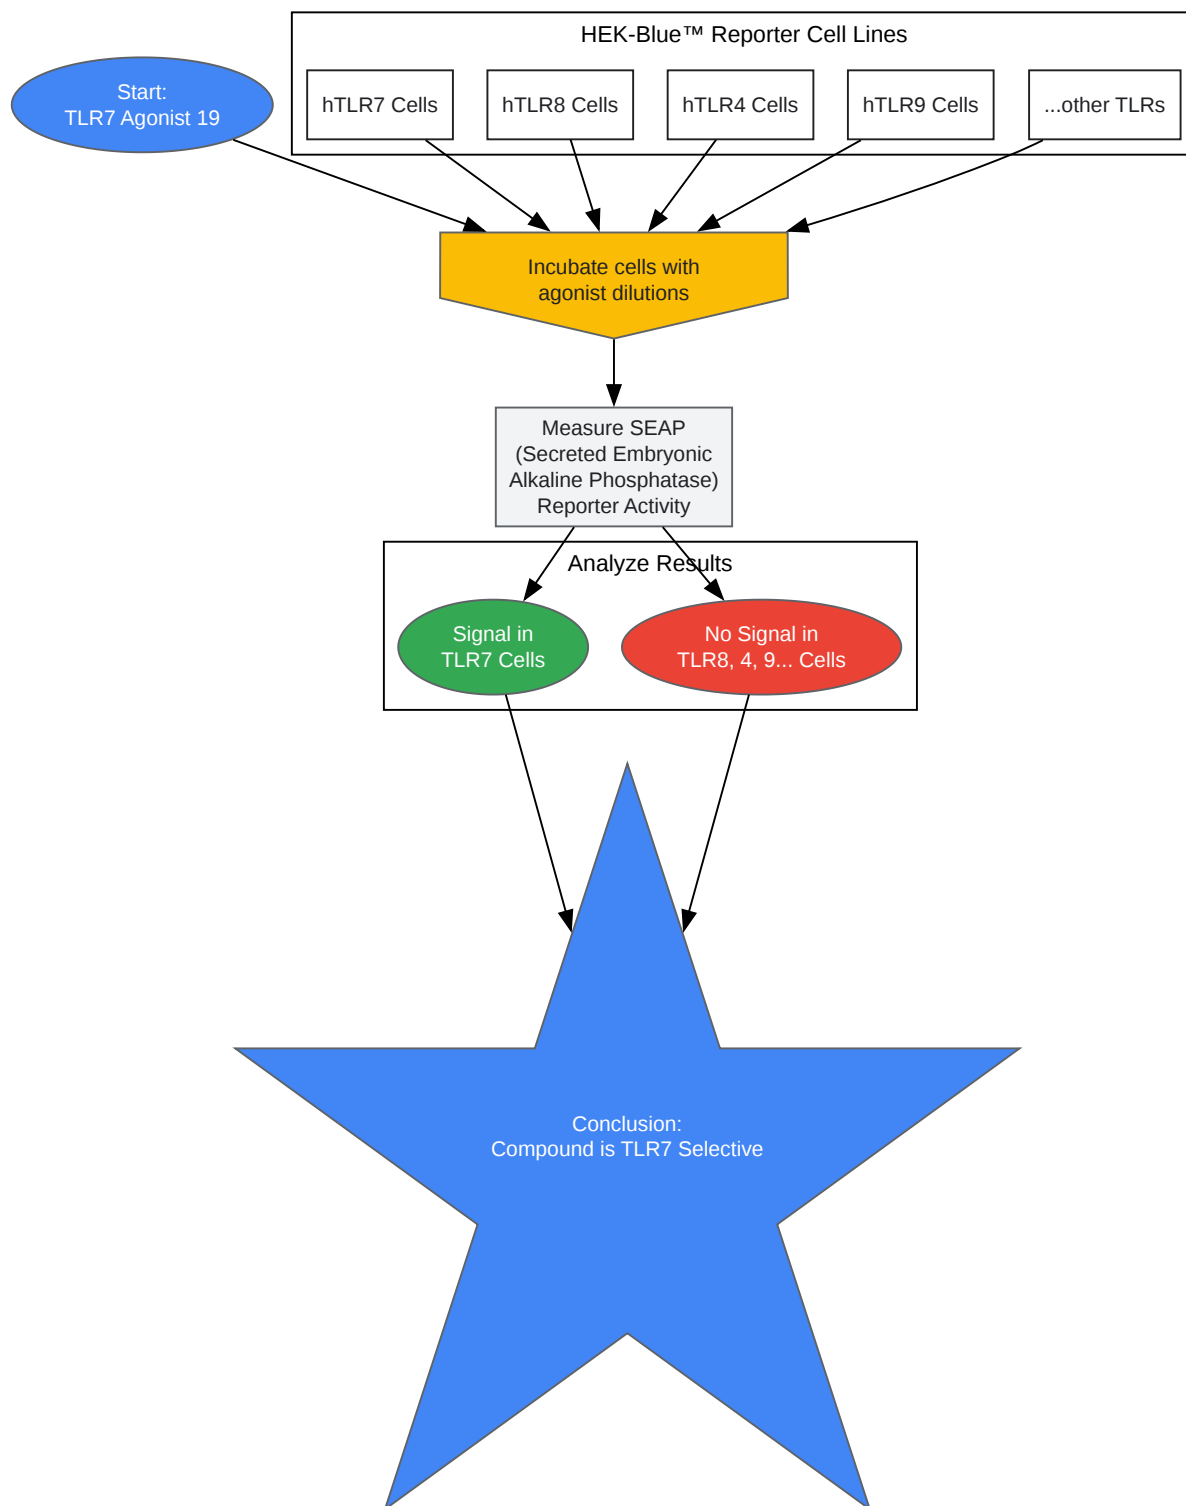 HEK-Blue™ Reporter Cell Lines
Start:
TLR7 Agonist 19
hTLR7 Cells
hTLR8 Cells
hTLR4 Cells
hTLR9 Cells
...other TLRs
Incubate cells with
agonist dilutions
Measure SEAP
(Secreted Embryonic
Alkaline Phosphatase)
Reporter Activity
Analyze Results
Signal in
TLR7 Cells
No Signal in
TLR8, 4, 9... Cells
Conclusion:
Compound is TLR7 Selective